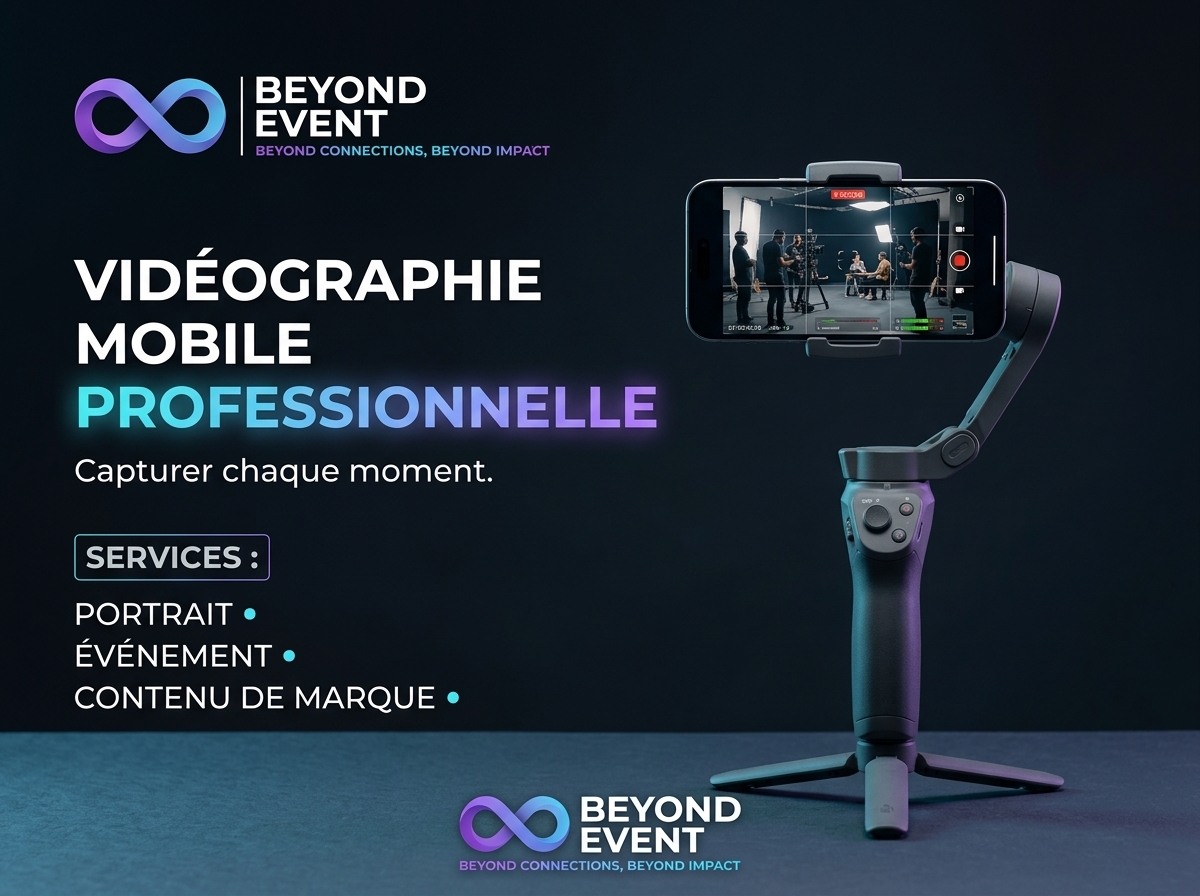 BEYOND
EVENT
BEYOND CONNECTIONS, BEYOND IMPACT
VIDÉOGRAPHIE
MOBILE
PROFESSIONNELLE
Capturer chaque moment.
SERVICES :
PORTRAIT •
ÉVÉNEMENT •
CONTENU DE MARQUE •
BEYOND
EVENT
BEYOND CONNECTIONS, BEYOND IMPACT